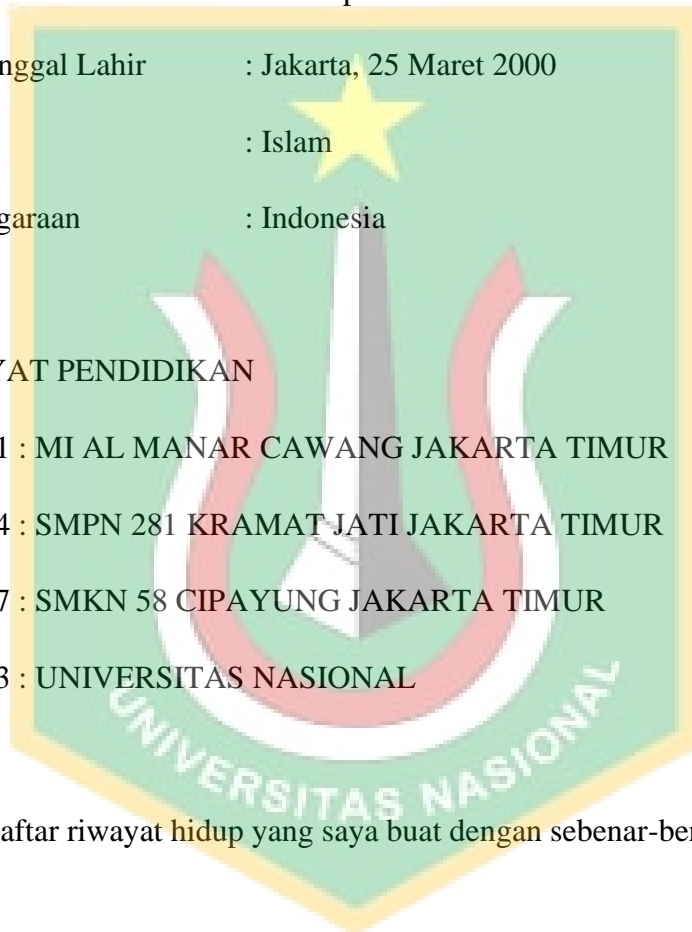 nggal Lahir : Jakarta, 25 Maret 2000
: Islam
garaan : Indonesia
YAT PENDIDIKAN
1 : MI AL MANAR CAWANG JAKARTA TIMUR
4 : SMPN 281 KRAMAT JATI JAKARTA TIMUR
7 : SMKN 58 CIPAYUNG JAKARTA TIMUR
3 : UNIVERSITAS NASIONAL
UNIVERSITAS NASIONAL
aftar riwayat hidup yang saya buat dengan sebenar-ber